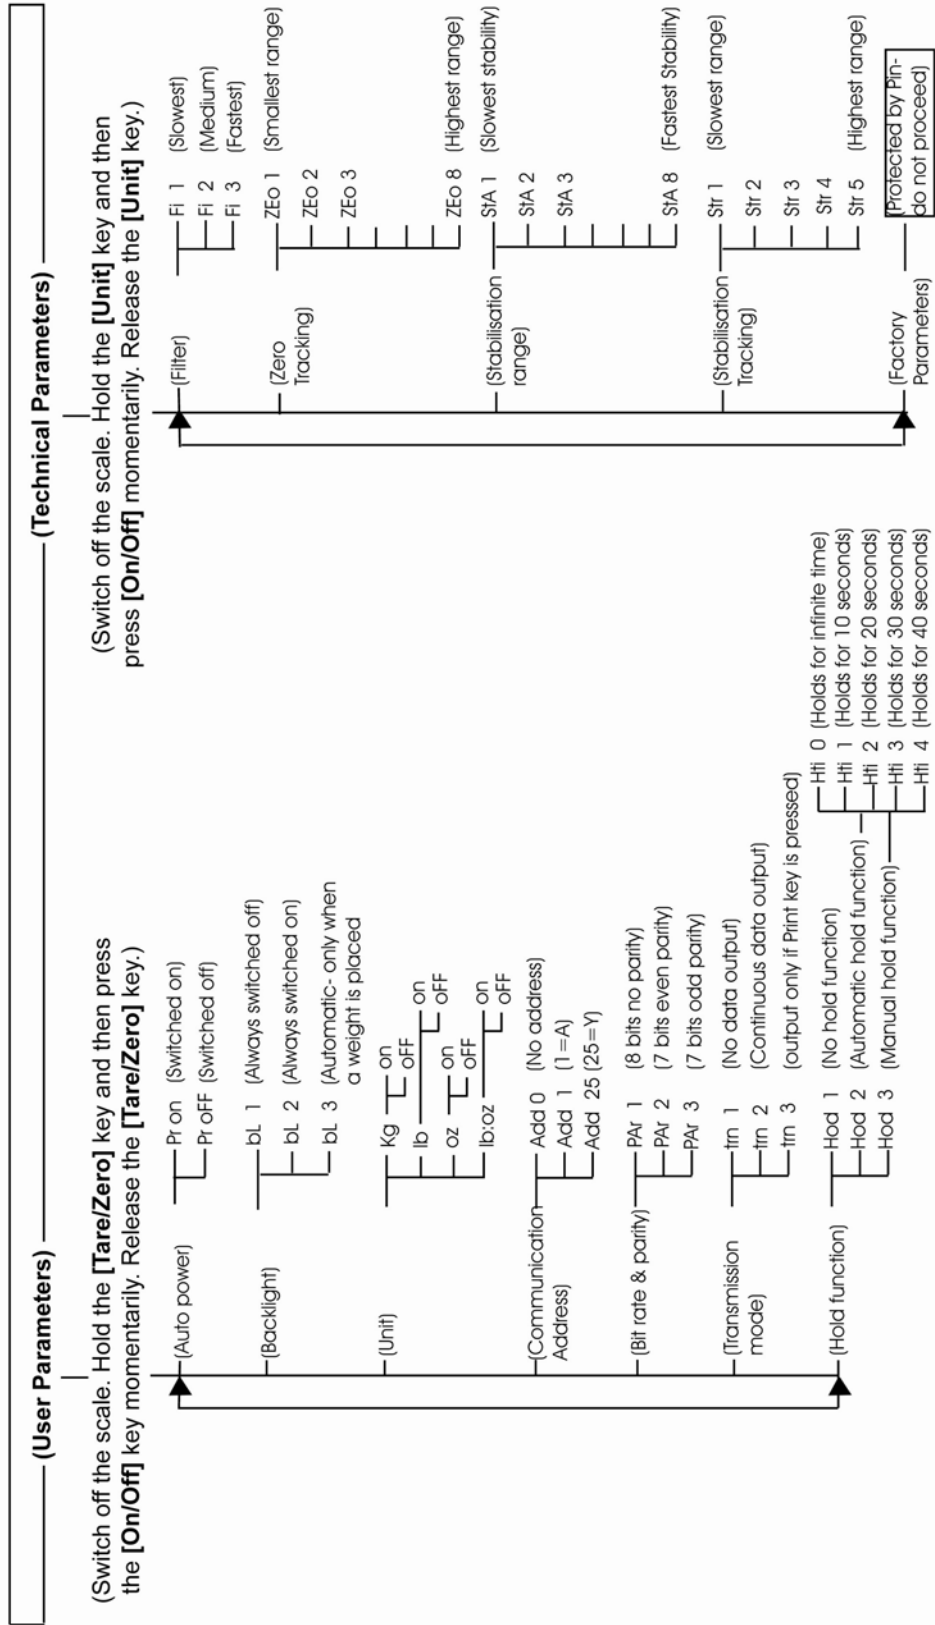 (User Parameters)
(Switch off the scale. Hold the [Tare/Zero] key and then press
the [On/Off] key momentarily. Release the [Tare/Zero] key.)
(Auto power)
Pr on (Switched on)
Pr oFF (Switched off)
(Backlight)
bL 1 (Always switched off)
bL 2 (Always switched on)
bL 3 (Automatic- only when
a weight is placed
(Unit)
Kg on
oFF
lb on
oFF
oz on
oFF
lb:oz on
oFF
(Communication
Address)
Add 0 (No address)
Add 1 (1=A)
Add 25 (25=Y)
(Bit rate & parity)
PAr 1 (8 bits no parity)
PAr 2 (7 bits even parity)
PAr 3 (7 bits odd parity)
(Transmission
mode)
trn 1 (No data output)
trn 2 (Continuous data output)
trn 3 (output only if Print key is pressed)
(Hold function)
Hod 1 (No hold function)
Hod 2 (Automatic hold function)
Hod 3 (Manual hold function)
Hti 0 (Holds for infinite time)
Hti 1 (Holds for 10 seconds)
Hti 2 (Holds for 20 seconds)
Hti 3 (Holds for 30 seconds)
Hti 4 (Holds for 40 seconds)
(Technical Parameters)
(Switch off the scale. Hold the [Unit] key and then
press [On/Off] momentarily. Release the [Unit] key.)
(Filter)
Fi 1 (Slowest)
Fi 2 (Medium)
Fi 3 (Fastest)
(Zero
Tracking)
ZEo 1 (Smallest range)
ZEo 2
ZEo 3
ZEo 8 (Highest range)
(Stabilisation
range)
StA 1 (Slowest stability)
StA 2
StA 3
StA 8 (Fastest Stability)
(Stabilisation
Tracking)
Str 1 (Slowest range)
Str 2
Str 3
Str 4
Str 5 (Highest range)
(Factory
Parameters)
(Protected by Pin-
do not proceed)